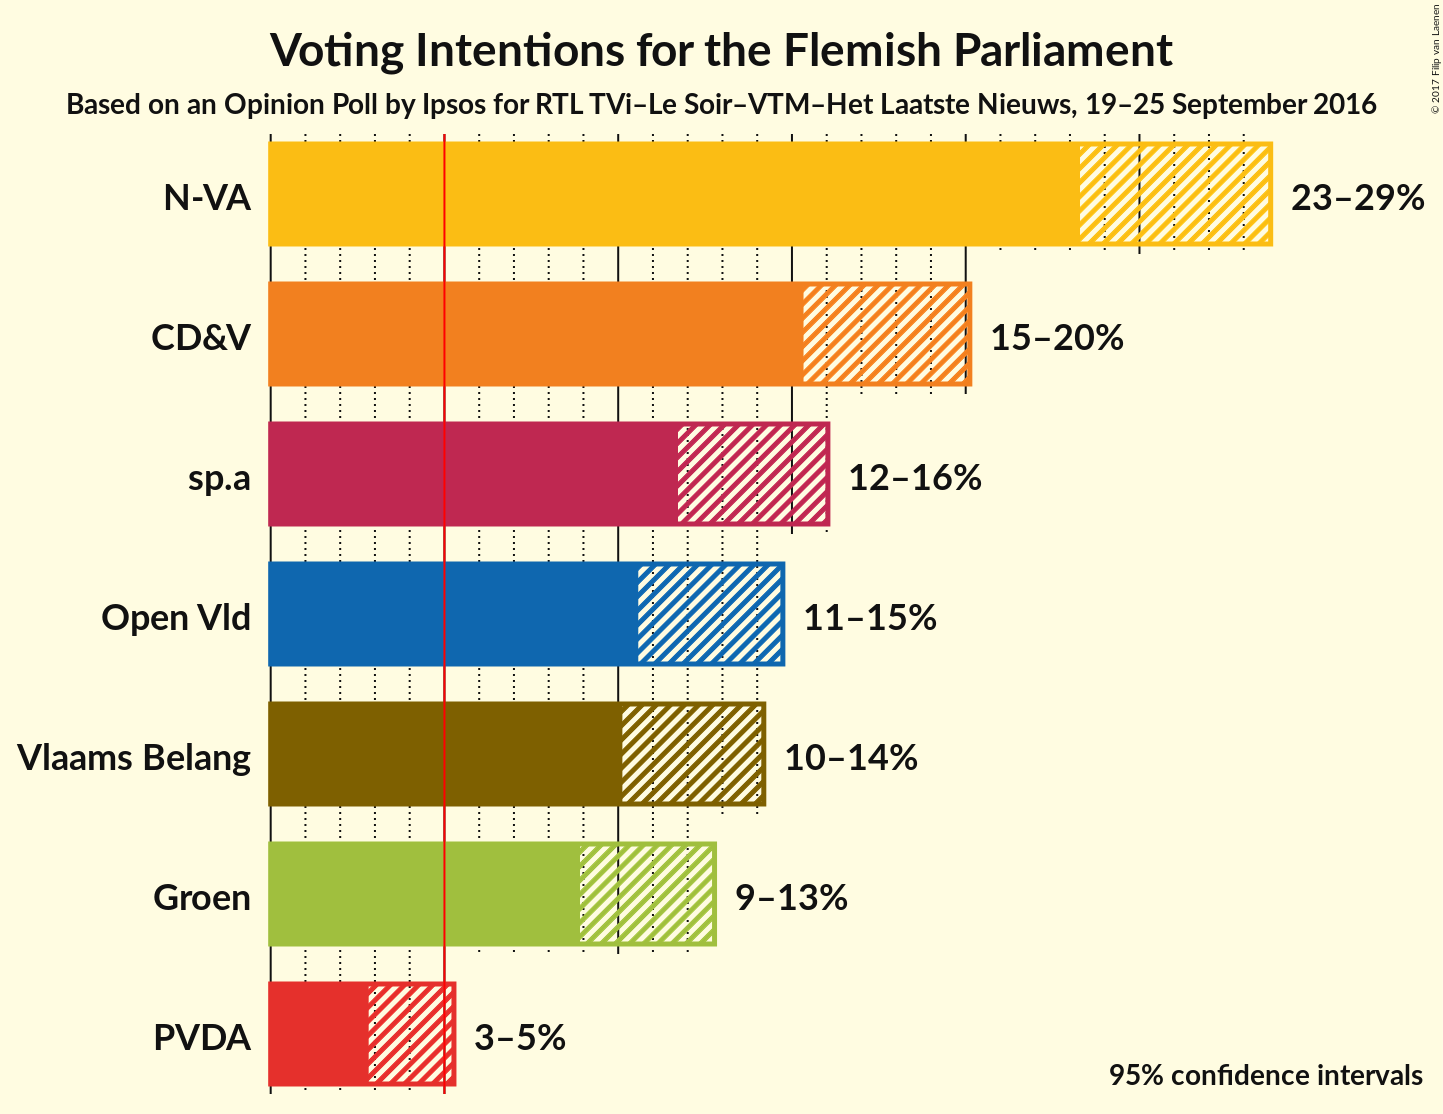 Voting Intentions for the Flemish Parliament
Based on an Opinion Poll by Ipsos for RTL TVi–Le Soir–VTM–Het Laatste Nieuws, 19–25 September 2016
© 2017 Filip van Laenen
N-VA
23–29%
CD&V
15–20%
sp.a
12–16%
Open Vld
11–15%
Vlaams Belang
10–14%
Groen
9–13%
PVDA
3–5%
95% confidence intervals